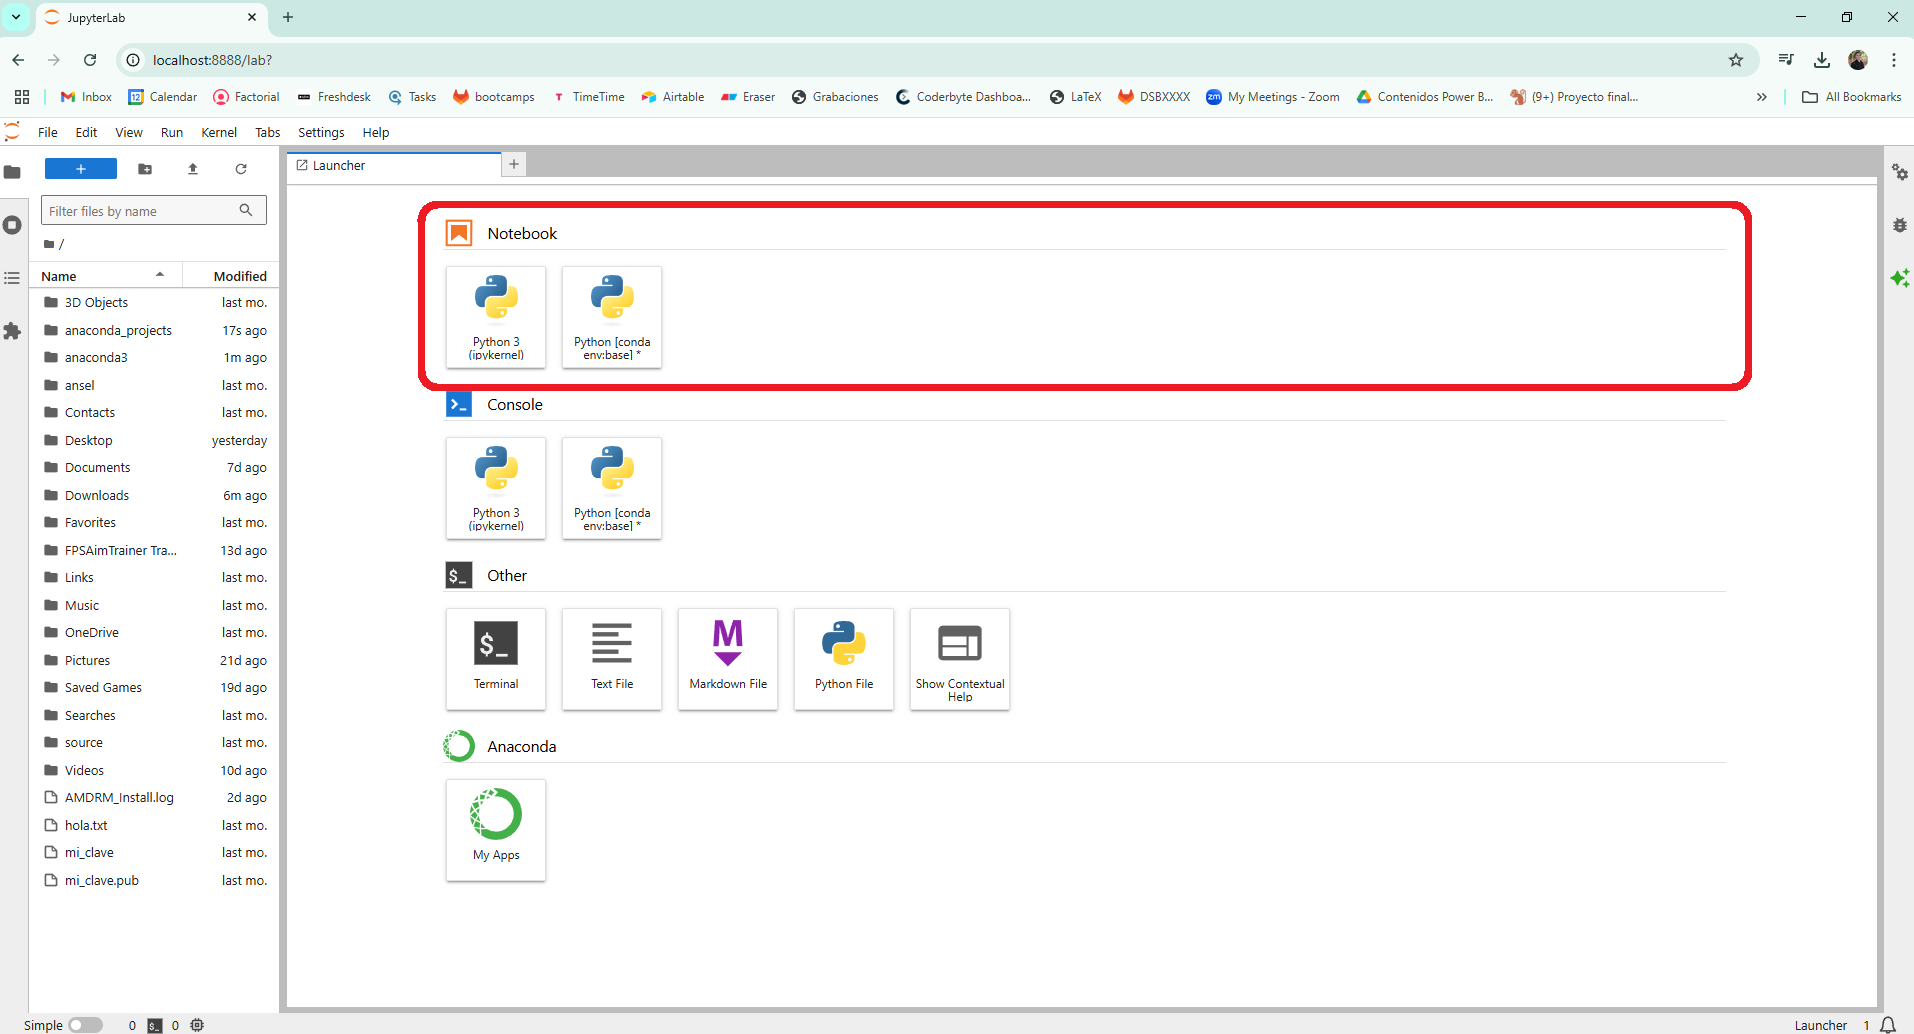 JupyterLab
localhost:8888/lab?
Inbox
Calendar
Factorial
Freshdesk
Tasks
bootcamps
T TimeTime
Airtable
Eraser
Grabaciones
Coderbyte Dashboa...
LaTeX
DSBXXXX
zm My Meetings - Zoom
Contenidos Power B...
(9+) Proyecto final...
All Bookmarks
File Edit View Run Kernel Tabs Settings Help
Launcher
Filter files by name
/
Name Modified
3D Objects last mo.
anaconda_projects 17s ago
anaconda3 1m ago
ansel last mo.
Contacts last mo.
Desktop yesterday
Documents 7d ago
Downloads 6m ago
Favorites last mo.
FPSAimTrainer Tra... 13d ago
Links last mo.
Music last mo.
OneDrive last mo.
Pictures 21d ago
Saved Games 19d ago
Searches last mo.
source last mo.
Videos 10d ago
AMDRM_Install.log 2d ago
hola.txt last mo.
mi_clave last mo.
mi_clave.pub last mo.
Notebook
Python 3
(ipykernel)
Python [conda
env:base] *
Console
Python 3
(ipykernel)
Python [conda
env:base] *
$_ Other
$_
Terminal
Text File
M
Markdown File
Python File
Show Contextual
Help
Anaconda
My Apps
Simple 0 $_ 0
Launcher 1